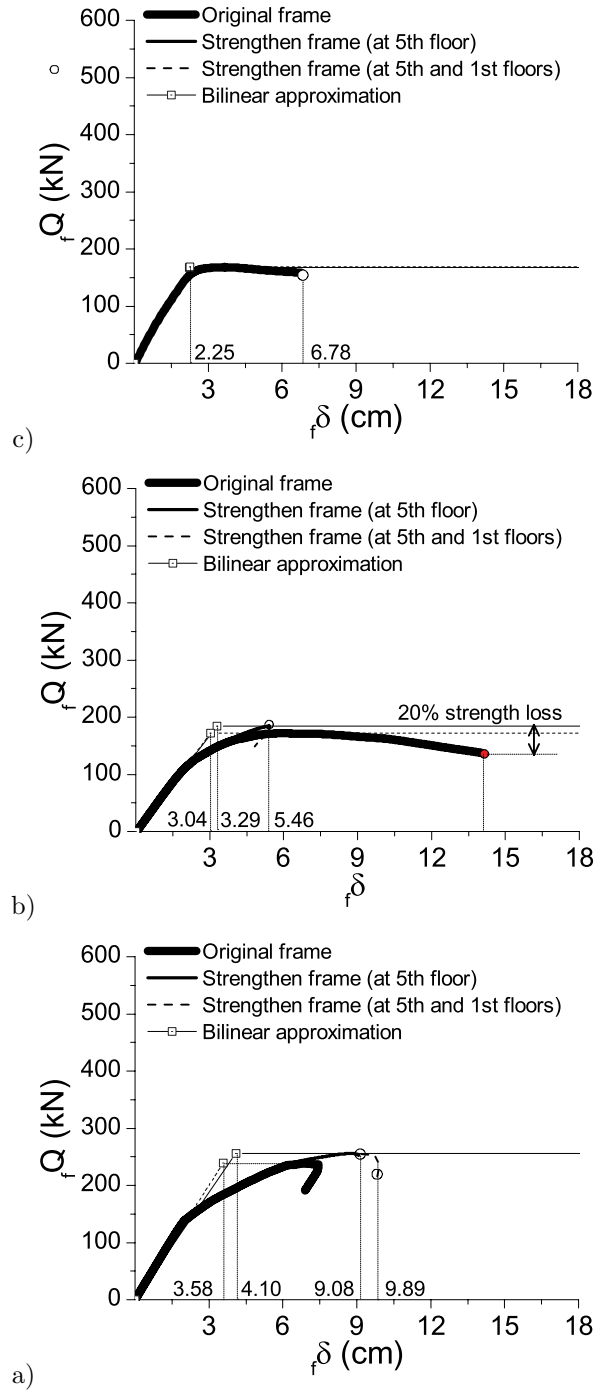 600
500
400
300
200
100
0
fQ (kN)
Original frame
Strengthen frame (at 5th floor)
Strengthen frame (at 5th and 1st floors)
Bilinear approximation
2.25 6.78
3 6 9 12 15 18
fδ (cm)
c)
600
500
400
300
200
100
0
fQ (kN)
Original frame
Strengthen frame (at 5th floor)
Strengthen frame (at 5th and 1st floors)
Bilinear approximation
20% strength loss
3.04 3.29 5.46
3 6 9 12 15 18
fδ
b)
600
500
400
300
200
100
0
fQ (kN)
Original frame
Strengthen frame (at 5th floor)
Strengthen frame (at 5th and 1st floors)
Bilinear approximation
3.58 4.10 9.08 9.89
3 6 9 12 15 18
fδ (cm)
a)